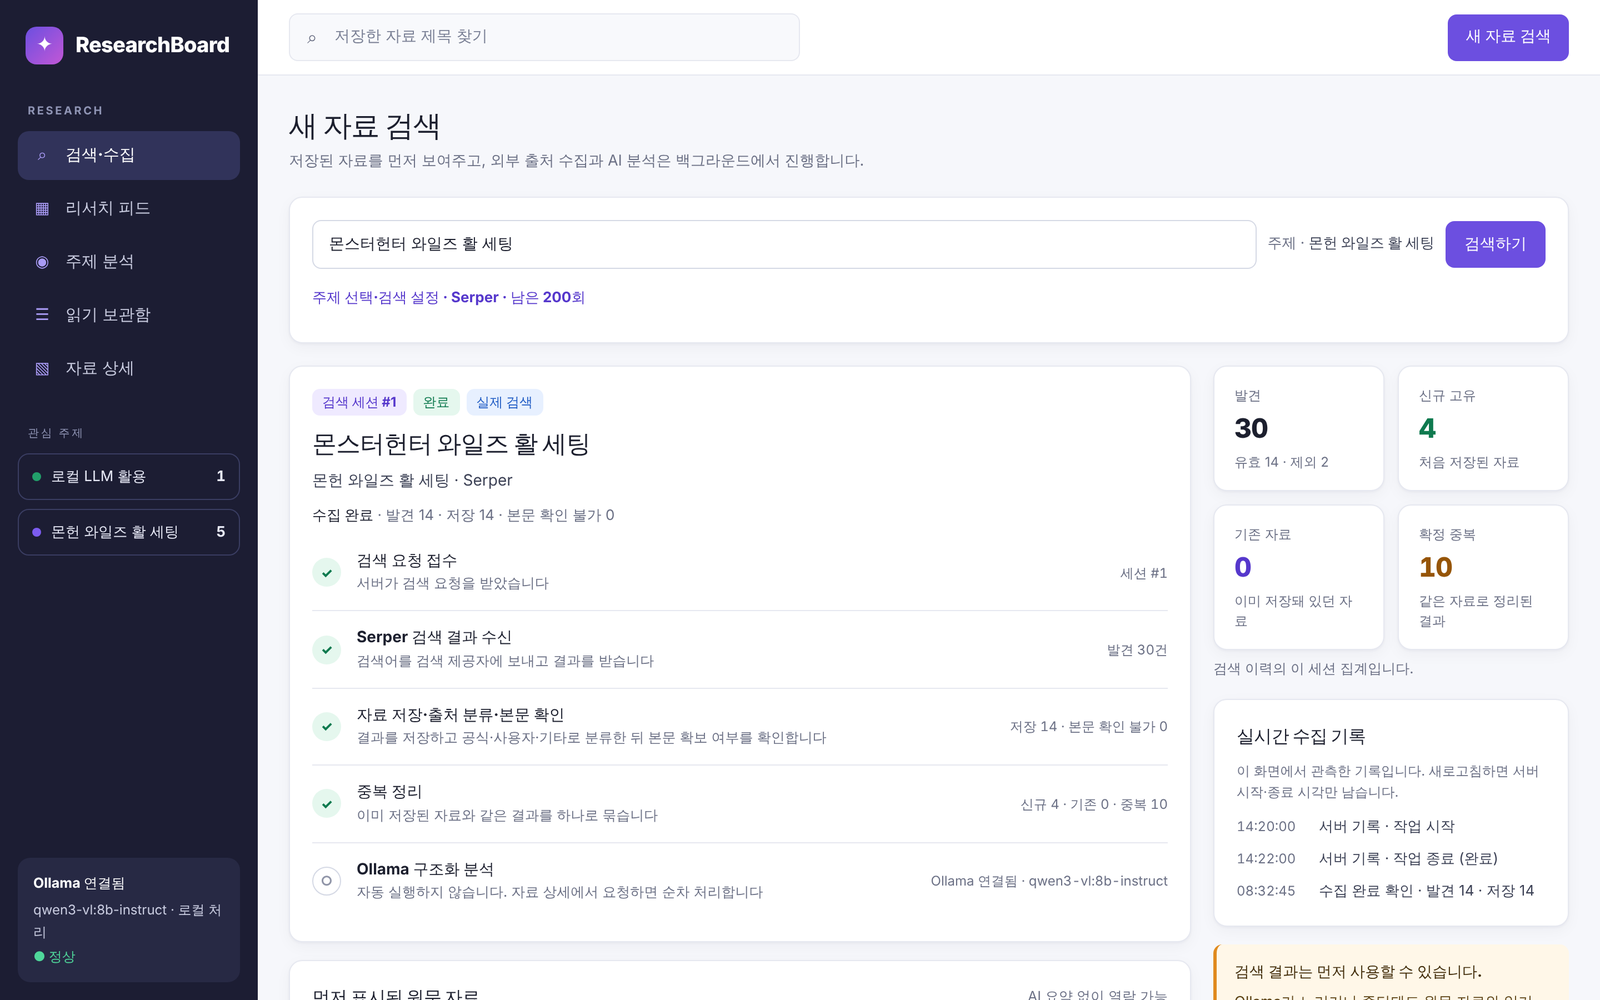 ResearchBoard
RESEARCH
검색·수집
리서치 피드
주제 분석
읽기 보관함
자료 상세
관심 주제
로컬 LLM 활용 1
몬헌 와일즈 활 세팅 5
Ollama 연결됨
qwen3-vl:8b-instruct · 로컬 처
리
정상
저장한 자료 제목 찾기
새 자료 검색
새 자료 검색
저장된 자료를 먼저 보여주고, 외부 출처 수집과 AI 분석은 백그라운드에서 진행합니다.
몬스터헌터 와일즈 활 세팅
주제 · 몬헌 와일즈 활 세팅
검색하기
주제 선택·검색 설정 · Serper · 남은 200회
검색 세션 #1 완료 실제 검색
몬스터헌터 와일즈 활 세팅
몬헌 와일즈 활 세팅 · Serper
수집 완료 · 발견 14 · 저장 14 · 본문 확인 불가 0
검색 요청 접수
서버가 검색 요청을 받았습니다
세션 #1
Serper 검색 결과 수신
검색어를 검색 제공자에 보내고 결과를 받습니다
발견 30건
자료 저장·출처 분류·본문 확인
결과를 저장하고 공식·사용자·기타로 분류한 뒤 본문 확보 여부를 확인합니다
저장 14 · 본문 확인 불가 0
중복 정리
이미 저장된 자료와 같은 결과를 하나로 묶습니다
신규 4 · 기존 0 · 중복 10
Ollama 구조화 분석
자동 실행하지 않습니다. 자료 상세에서 요청하면 순차 처리합니다
Ollama 연결됨 · qwen3-vl:8b-instruct
먼저 표시된 원문 자료
AI 요약 없이 열람 가능
발견
30
유효 14 · 제외 2
신규 고유
4
처음 저장된 자료
기존 자료
0
이미 저장돼 있던 자
료
확정 중복
10
같은 자료로 정리된
결과
검색 이력의 이 세션 집계입니다.
실시간 수집 기록
이 화면에서 관측한 기록입니다. 새로고침하면 서버
시작·종료 시각만 남습니다.
14:20:00 서버 기록 · 작업 시작
14:22:00 서버 기록 · 작업 종료 (완료)
08:32:45 수집 완료 확인 · 발견 14 · 저장 14
검색 결과는 먼저 사용할 수 있습니다.